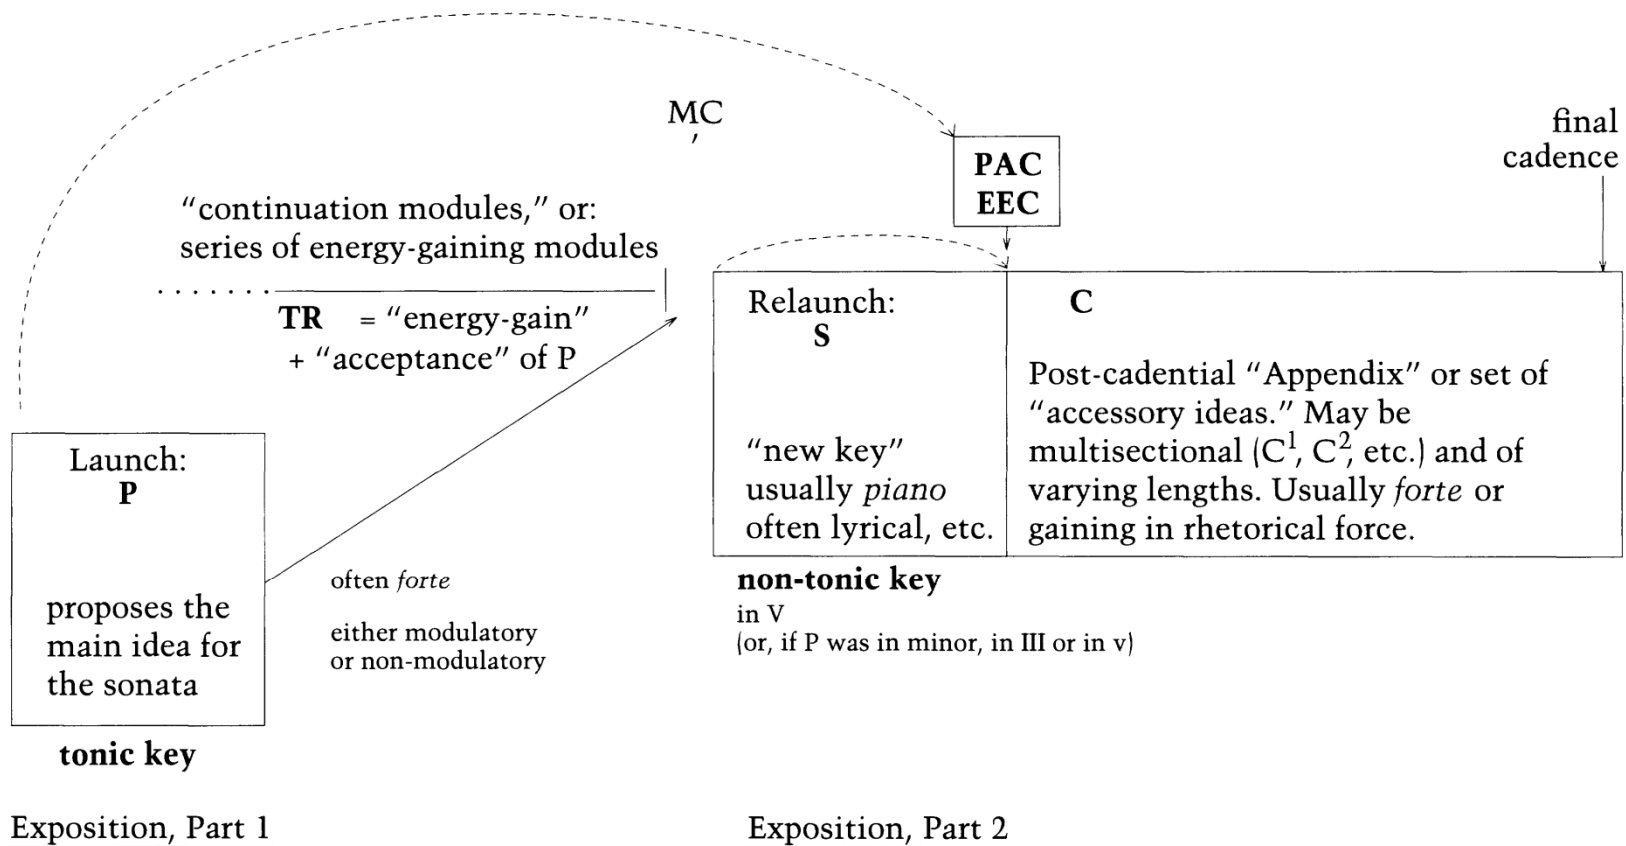 MC
,
final
cadence
PAC
EEC
“continuation modules,” or:
series of energy-gaining modules
TR = “energy-gain”
+ “acceptance” of P
Launch:
P
proposes the
main idea for
the sonata
tonic key
often forte
either modulatory
or non-modulatory
Relaunch:
S
“new key”
usually piano
often lyrical, etc.
non-tonic key
in V
(or, if P was in minor, in III or in v)
C
Post-cadential “Appendix” or set of
“accessory ideas.” May be
multisectional (C1, C2, etc.) and of
varying lengths. Usually forte or
gaining in rhetorical force.
Exposition, Part 1
Exposition, Part 2